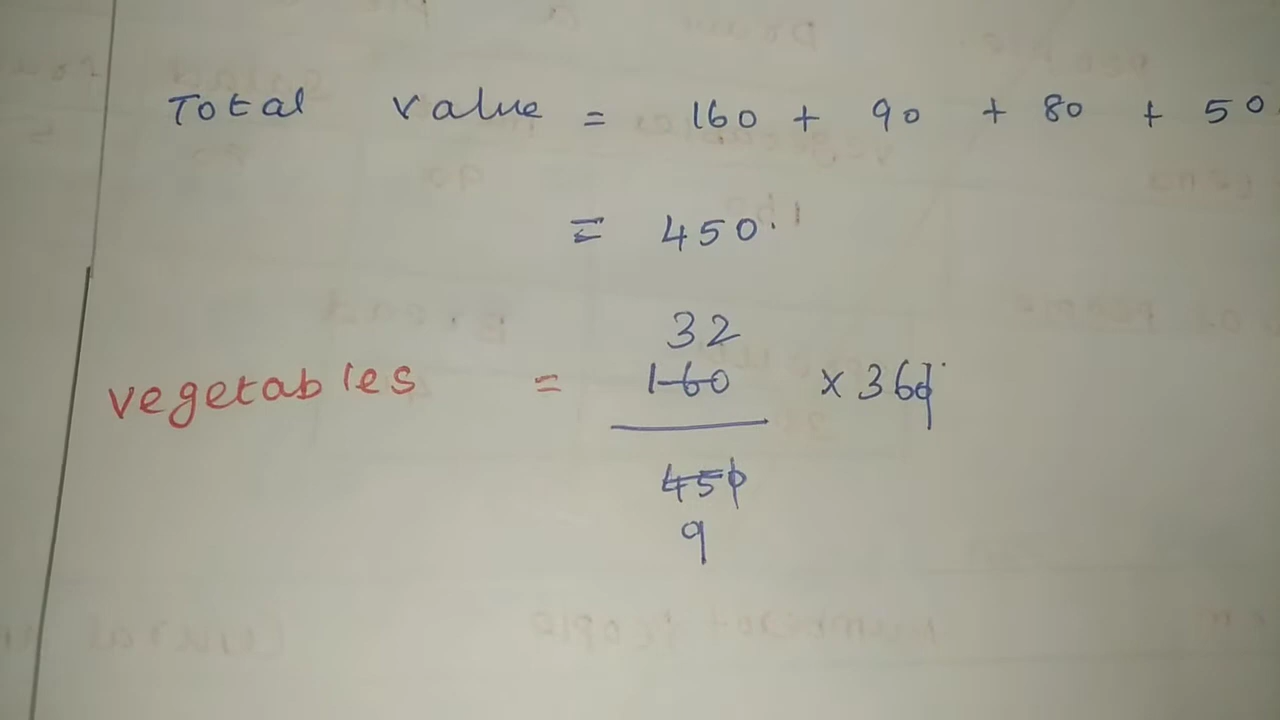 Total value = 160 + 90 + 80 + 50
= 450.
32
vegetables = 160 × 360
450
9